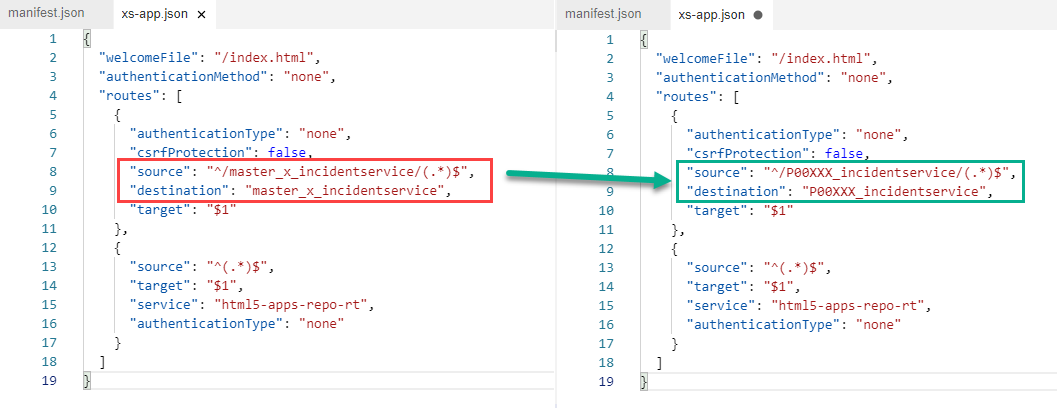 manifest.json xs-app.json ×
1 {
2 "welcomeFile": "/index.html",
3 "authenticationMethod": "none",
4 "routes": [
5 {
6 "authenticationType": "none",
7 "csrfProtection": false,
8 "source": "^/master_x_incidentservice/(.*)$",
9 "destination": "master_x_incidentservice",
10 "target": "$1"
11 },
12 {
13 "source": "^(.*)$",
14 "target": "$1",
15 "service": "html5-apps-repo-rt",
16 "authenticationType": "none"
17 }
18 ]
19 }
manifest.json xs-app.json
1 {
2 "welcomeFile": "/index.html",
3 "authenticationMethod": "none",
4 "routes": [
5 {
6 "authenticationType": "none",
7 "csrfProtection": false,
8 "source": "^/P00XXX_incidentservice/(.*)$",
9 "destination": "P00XXX_incidentservice",
10 "target": "$1"
11 },
12 {
13 "source": "^(.*)$",
14 "target": "$1",
15 "service": "html5-apps-repo-rt",
16 "authenticationType": "none"
17 }
18 ]
19 }